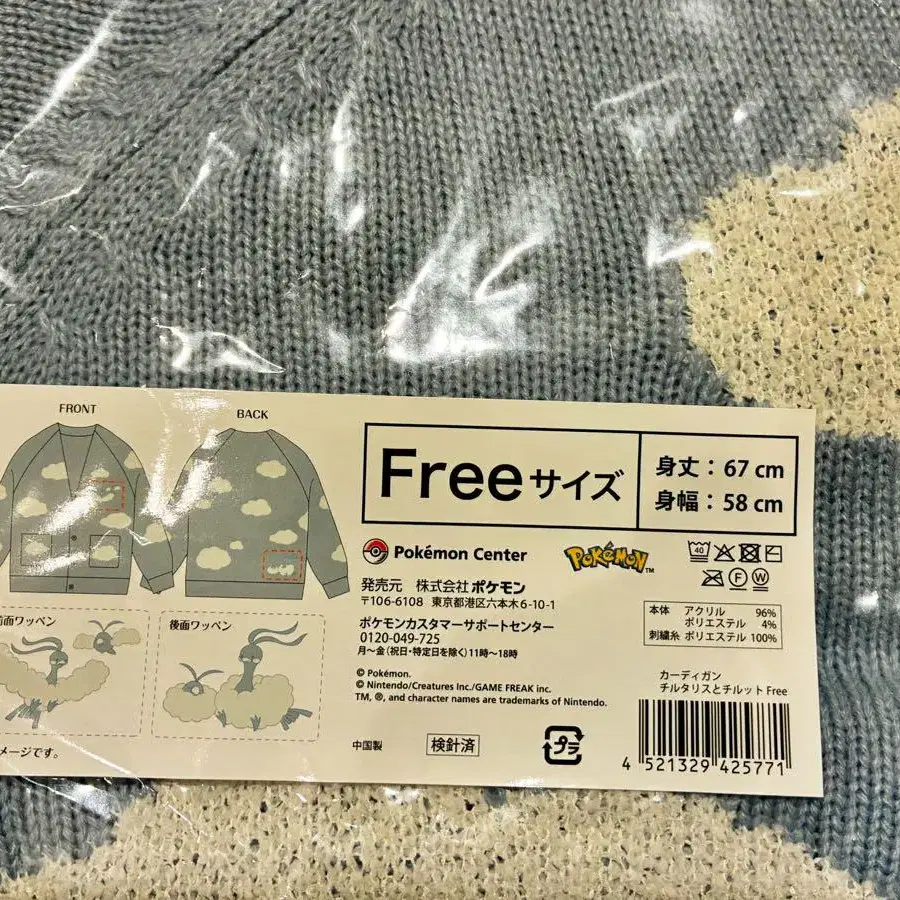 FRONT
BACK
前面ワッペン
後面ワッペン
メージです。
Freeサイズ
身丈:67 cm
身幅:58 cm
Pokémon Center
POKÉMON™
40
F
W
発売元 株式会社ポケモン
〒106-6108 東京都港区六本木6-10-1
ポケモンカスタマーサポートセンター
0120-049-725
月〜金(祝日・特定日を除く)11時〜18時
本体 アクリル 96%
ポリエステル 4%
刺繍糸 ポリエステル 100%
© Pokémon.
© Nintendo/Creatures Inc./GAME FREAK inc.
TM, ®, and character names are trademarks of Nintendo.
カーディガン
チルタリスとチルット Free
中国製
検針済
プラ
4 521329 425771